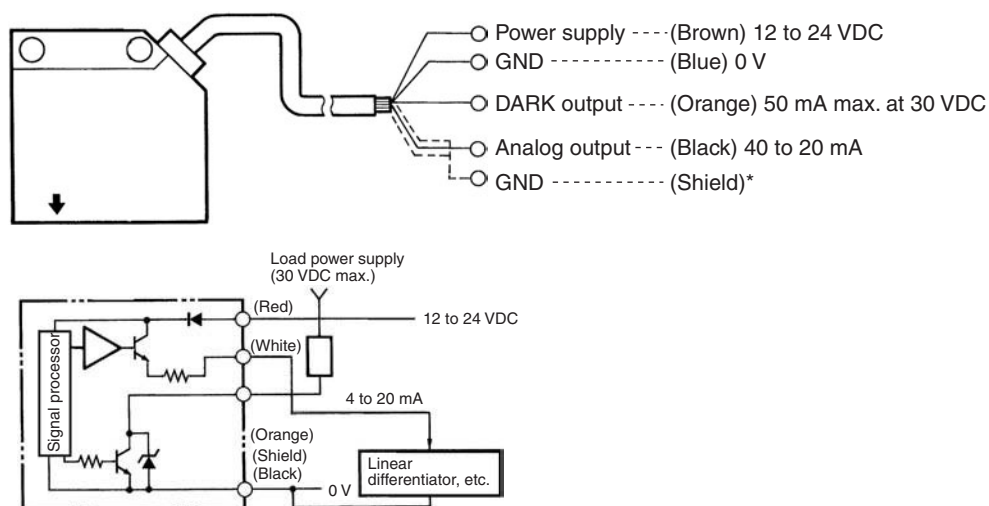 Power supply ---- (Brown) 12 to 24 VDC
GND ----------- (Blue) 0 V
DARK output ---- (Orange) 50 mA max. at 30 VDC
Analog output --- (Black) 40 to 20 mA
GND ----------- (Shield)*
Load power supply
(30 VDC max.)
(Red)
12 to 24 VDC
(White)
Signal processor
4 to 20 mA
(Orange)
(Shield)
(Black)
Linear
differentiator, etc.
0 V